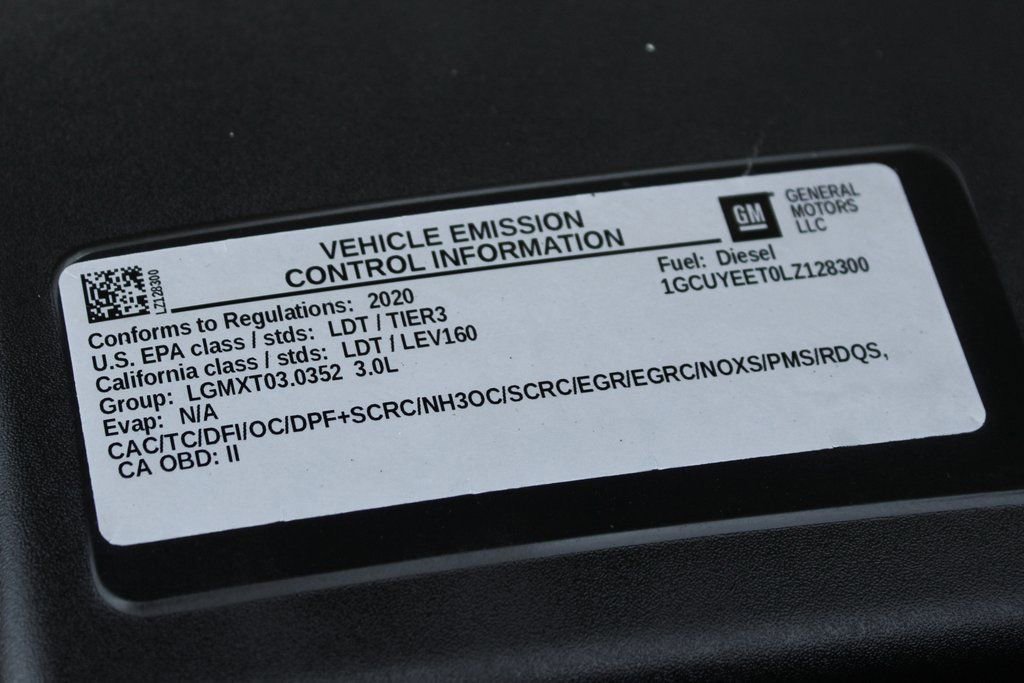 VEHICLE EMISSION
CONTROL INFORMATION
GM
GENERAL
MOTORS
LLC
LZ128300
Fuel: Diesel
1GCUYEET0LZ128300
Conforms to Regulations: 2020
U.S. EPA class / stds: LDT / TIER3
California class / stds: LDT / LEV160
Group: LGMXT03.0352 3.0L
Evap: N/A
CAC/TC/DFI/OC/DPF+SCRC/NH3OC/SCRC/EGR/EGRC/NOXS/PMS/RDQS,
CA OBD: II